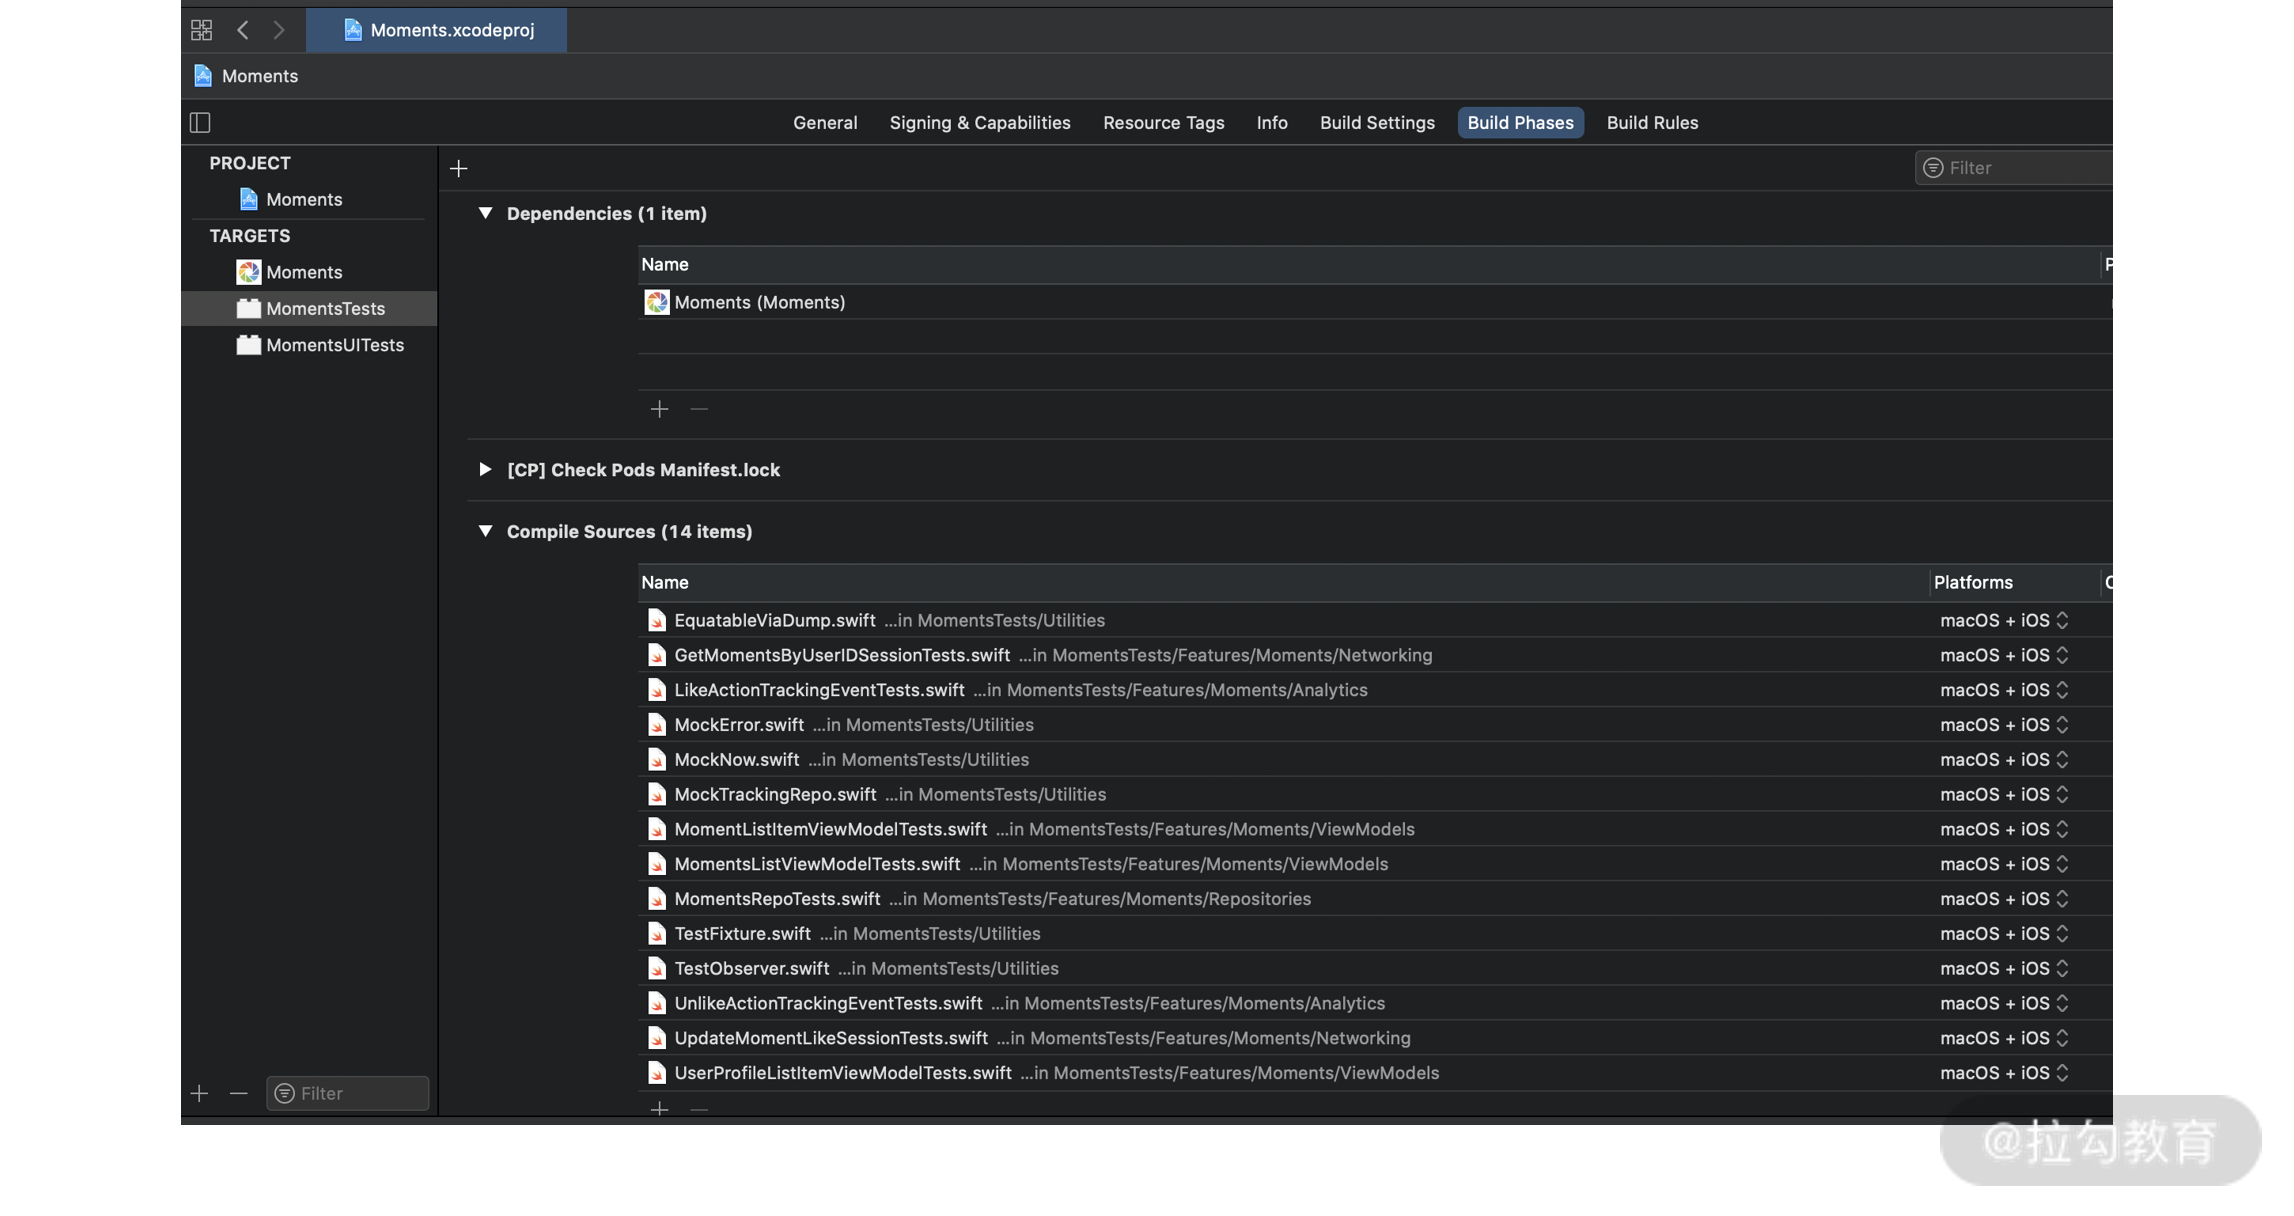 Moments.xcodeproj
Moments
General Signing & Capabilities Resource Tags Info Build Settings Build Phases Build Rules
PROJECT
Moments
TARGETS
Moments
MomentsTests
MomentsUITests
Filter
Filter
Dependencies (1 item)
Name
Moments (Moments)
[CP] Check Pods Manifest.lock
Compile Sources (14 items)
Name Platforms
EquatableViaDump.swift ...in MomentsTests/Utilities macOS + iOS
GetMomentsByUserIDSessionTests.swift ...in MomentsTests/Features/Moments/Networking macOS + iOS
LikeActionTrackingEventTests.swift ...in MomentsTests/Features/Moments/Analytics macOS + iOS
MockError.swift ...in MomentsTests/Utilities macOS + iOS
MockNow.swift ...in MomentsTests/Utilities macOS + iOS
MockTrackingRepo.swift ...in MomentsTests/Utilities macOS + iOS
MomentListItemViewModelTests.swift ...in MomentsTests/Features/Moments/ViewModels macOS + iOS
MomentsListViewModelTests.swift ...in MomentsTests/Features/Moments/ViewModels macOS + iOS
MomentsRepoTests.swift ...in MomentsTests/Features/Moments/Repositories macOS + iOS
TestFixture.swift ...in MomentsTests/Utilities macOS + iOS
TestObserver.swift ...in MomentsTests/Utilities macOS + iOS
UnlikeActionTrackingEventTests.swift ...in MomentsTests/Features/Moments/Analytics macOS + iOS
UpdateMomentLikeSessionTests.swift ...in MomentsTests/Features/Moments/Networking macOS + iOS
UserProfileListItemViewModelTests.swift ...in MomentsTests/Features/Moments/ViewModels macOS + iOS
@拉勾教育